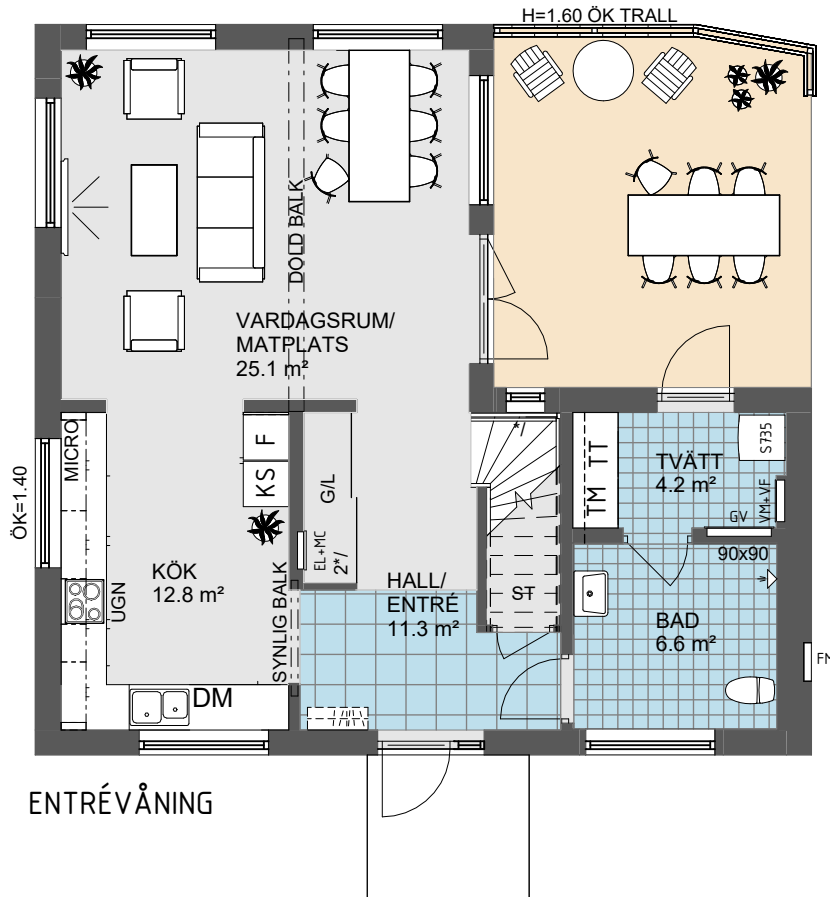 H=1.60 ÖK TRALL
DOLD BALK
VARDAGSRUM/
MATPLATS
25.1 m²
ÖK=1.40
MICRO
F
KS
G/L
EL+MC
2*/
*/
TM TT
TVÄTT
4.2 m²
S735
VM+VF
GV
90x90
KÖK
12.8 m²
UGN
SYNLIG BALK
HALL/
ENTRÉ
11.3 m²
ST
BAD
6.6 m²
DM
ENTRÉVÅNING